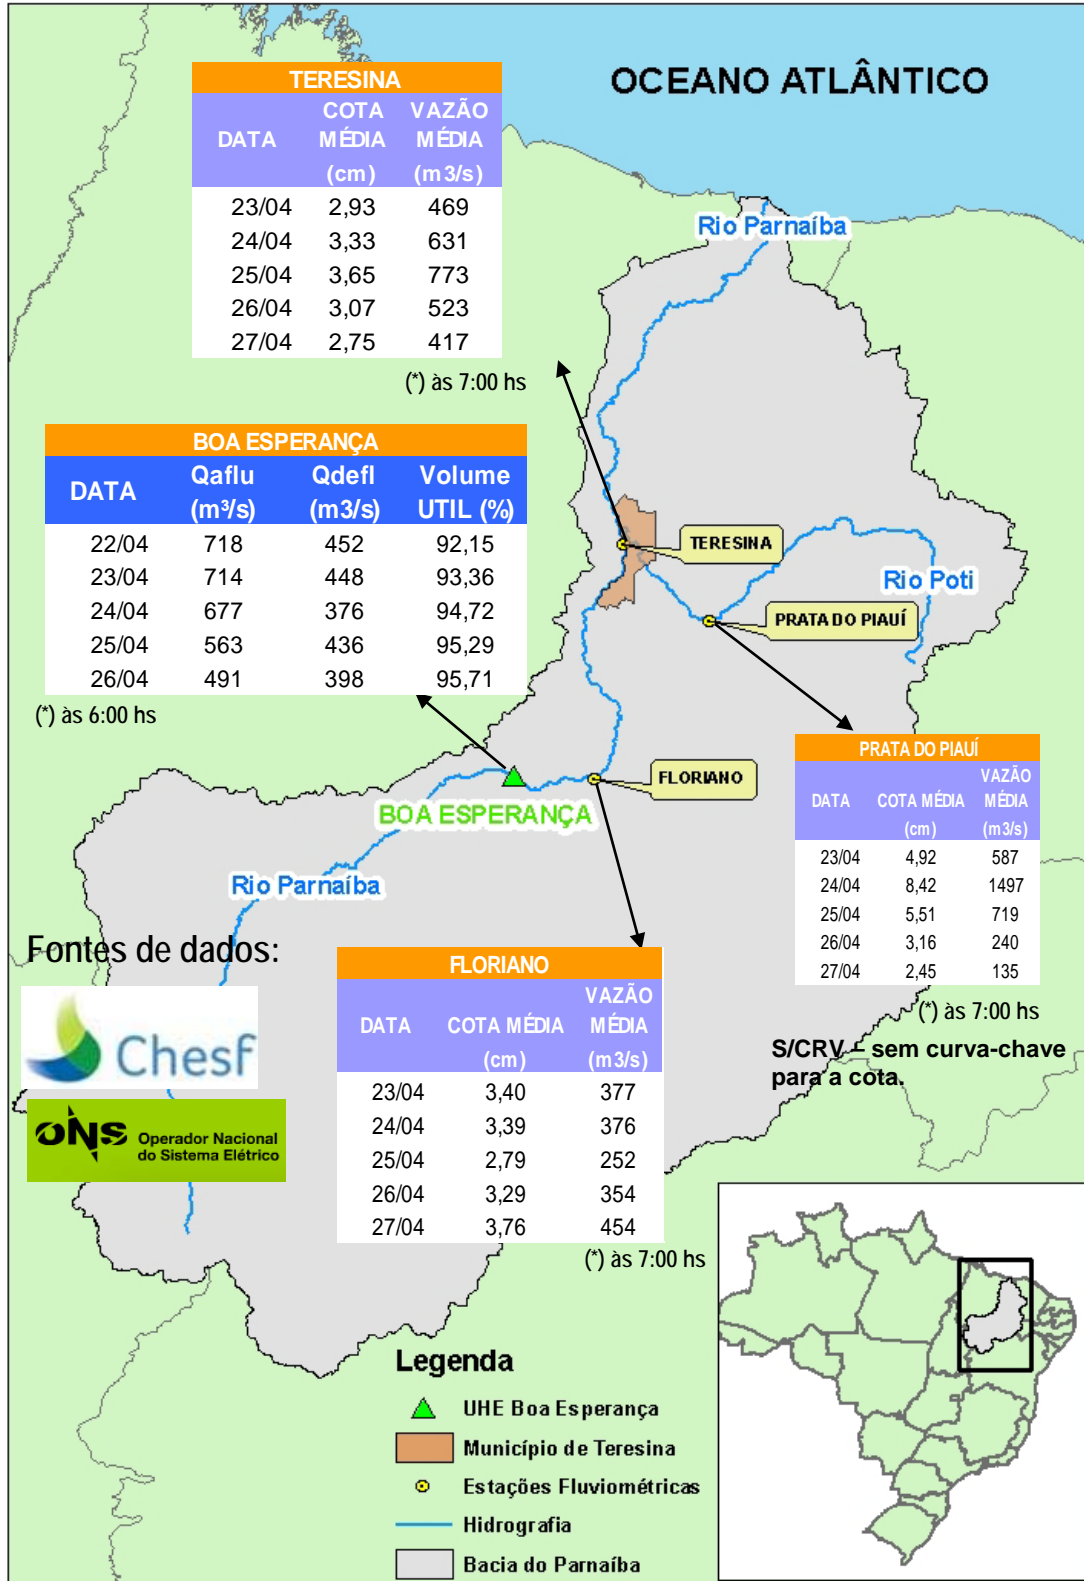 OCEANO ATLÂNTICO
TERESINA
DATA COTA MÉDIA (cm) VAZÃO MÉDIA (m3/s)
23/04 2,93 469
24/04 3,33 631
25/04 3,65 773
26/04 3,07 523
27/04 2,75 417
(*) às 7:00 hs
Rio Parnaíba
BOA ESPERANÇA
DATA Qaflu (m³/s) Qdefl (m3/s) Volume UTIL (%)
22/04 718 452 92,15
23/04 714 448 93,36
24/04 677 376 94,72
25/04 563 436 95,29
26/04 491 398 95,71
(*) às 6:00 hs
TERESINA
Rio Poti
PRATA DO PIAUÍ
FLORIANO
BOA ESPERANÇA
Rio Parnaíba
PRATA DO PIAUÍ
DATA COTA MÉDIA (cm) VAZÃO MÉDIA (m3/s)
23/04 4,92 587
24/04 8,42 1497
25/04 5,51 719
26/04 3,16 240
27/04 2,45 135
(*) às 7:00 hs
S/CRV – sem curva-chave
para a cota.
Fontes de dados:
Chesf
ONS Operador Nacional
do Sistema Elétrico
FLORIANO
DATA COTA MÉDIA (cm) VAZÃO MÉDIA (m3/s)
23/04 3,40 377
24/04 3,39 376
25/04 2,79 252
26/04 3,29 354
27/04 3,76 454
(*) às 7:00 hs
Legenda
UHE Boa Esperança
Município de Teresina
Estações Fluviométricas
Hidrografia
Bacia do Parnaíba